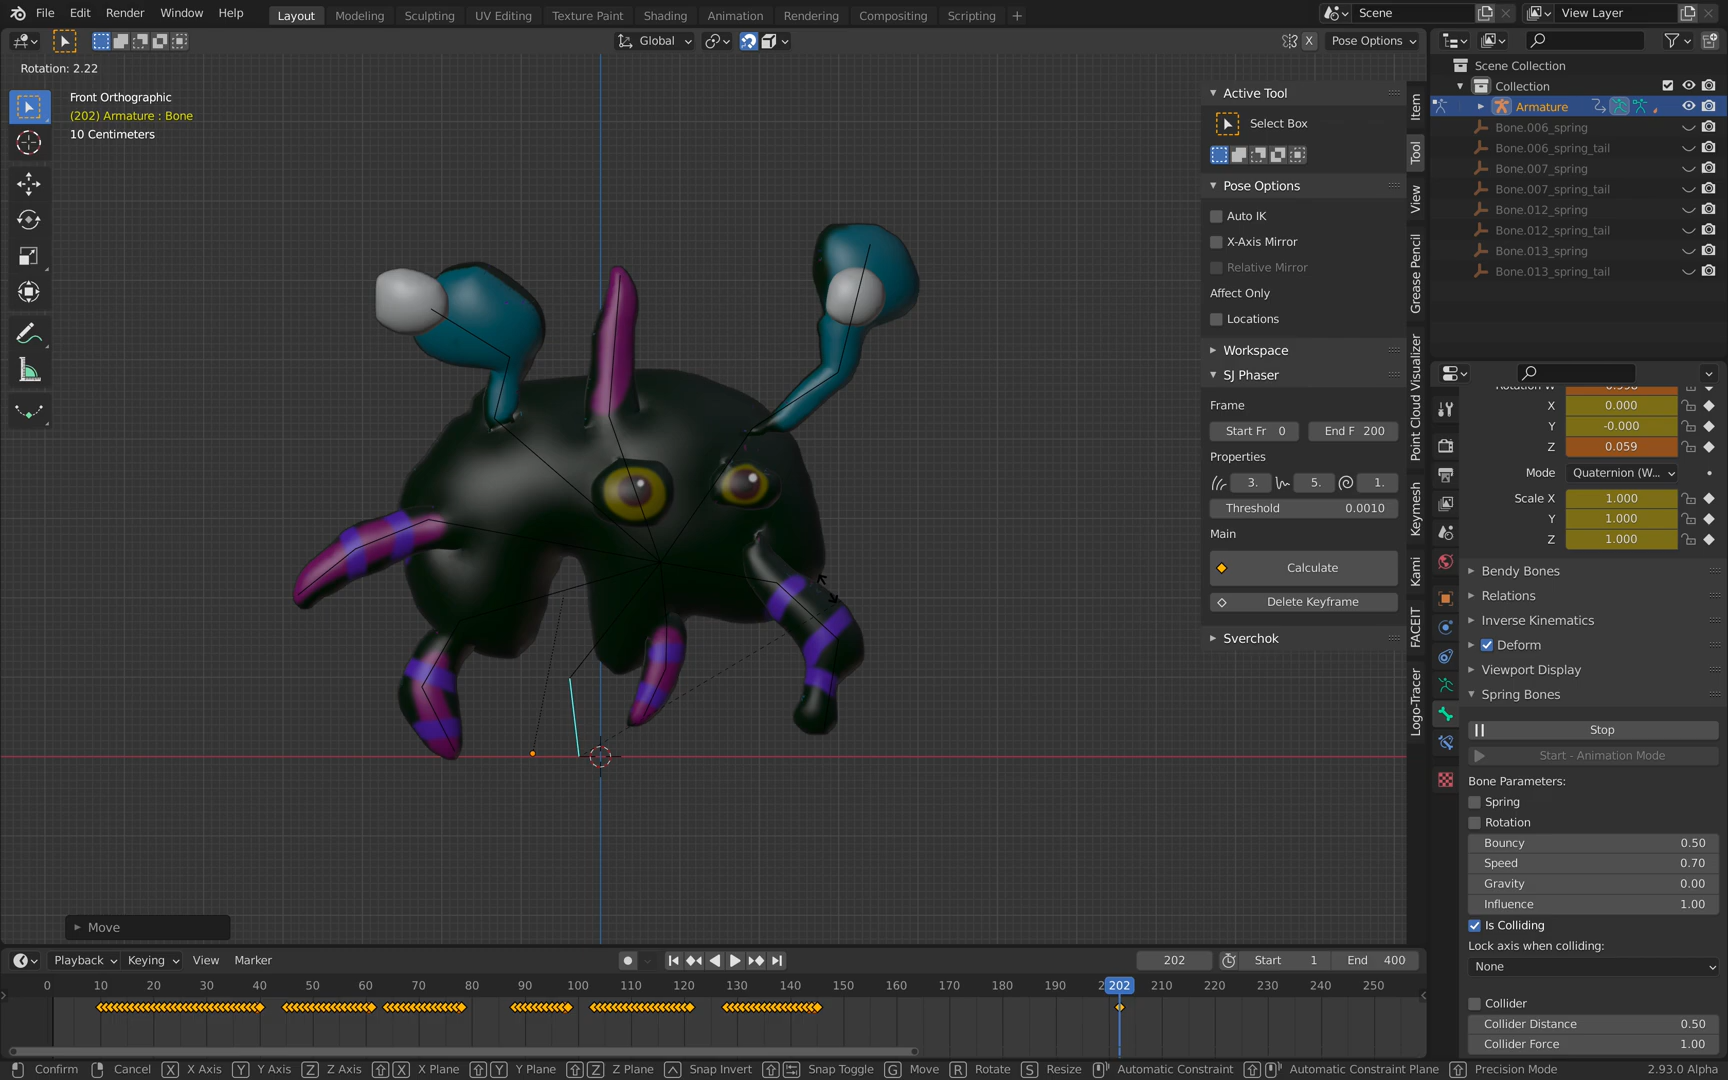 File Edit Render Window Help Layout Modeling Sculpting UV Editing Texture Paint Shading Animation Rendering Compositing Scripting + Scene View Layer
Global X Pose Options
Rotation: 2.22
Front Orthographic
(202) Armature : Bone
10 Centimeters
Active Tool
Select Box
Pose Options
Auto IK
X-Axis Mirror
Relative Mirror
Affect Only
Locations
Workspace
SJ Phaser
Frame
Start Fr 0 End F 200
Properties
3. 5. 1.
Threshold 0.0010
Main
Calculate
Delete Keyframe
Sverchok
Item
Tool
View
Grease Pencil
Point Cloud Visualizer
Keymesh
Kami
FACEIT
Logo-Tracer
Scene Collection
Collection
Armature
Bone.006_spring
Bone.006_spring_tail
Bone.007_spring
Bone.007_spring_tail
Bone.012_spring
Bone.012_spring_tail
Bone.013_spring
Bone.013_spring_tail
X 0.000
Y -0.000
Z 0.059
Mode Quaternion (W...
Scale X 1.000
Y 1.000
Z 1.000
Bendy Bones
Relations
Inverse Kinematics
Deform
Viewport Display
Spring Bones
Stop
Start - Animation Mode
Bone Parameters:
Spring
Rotation
Bouncy 0.50
Speed 0.70
Gravity 0.00
Influence 1.00
Is Colliding
Lock axis when colliding:
None
Collider
Collider Distance 0.50
Collider Force 1.00
Move
Playback Keying View Marker 202 Start 1 End 400
0 10 20 30 40 50 60 70 80 90 100 110 120 130 140 150 160 170 180 190 202 210 220 230 240 250
Confirm Cancel X X Axis Y Y Axis Z Z Axis X X Plane Y Y Plane Z Z Plane Snap Invert Snap Toggle G Move R Rotate S Resize Automatic Constraint Automatic Constraint Plane Precision Mode 2.93.0 Alpha